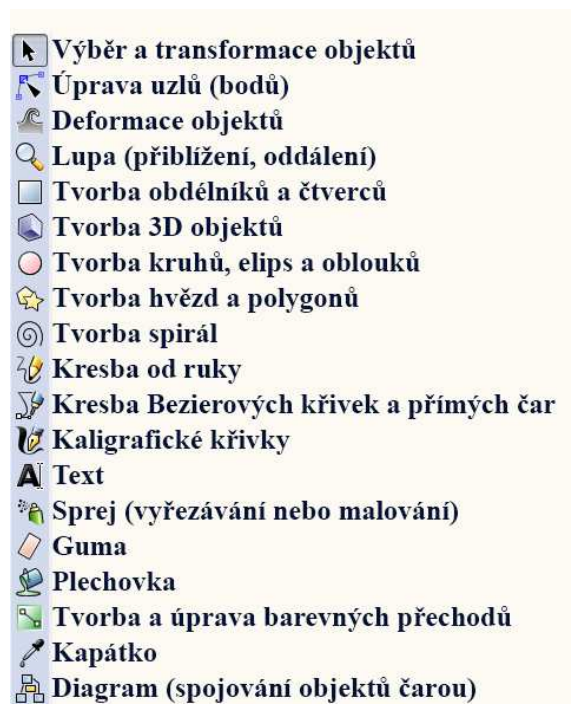 Výběr a transformace objektů
Úprava uzlů (bodů)
Deformace objektů
Lupa (přiblížení, oddálení)
Tvorba obdélníků a čtverců
Tvorba 3D objektů
Tvorba kruhů, elips a oblouků
Tvorba hvězd a polygonů
Tvorba spirál
Kresba od ruky
Kresba Bezierových křivek a přímých čar
Kaligrafické křivky
Text
Sprej (vyřezávání nebo malování)
Guma
Plechovka
Tvorba a úprava barevných přechodů
Kapátko
Diagram (spojování objektů čarou)